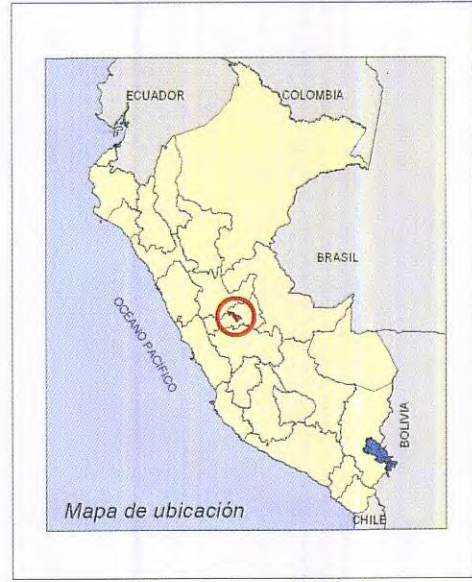 ECUADOR
COLOMBIA
BRASIL
OCÉANO PACÍFICO
BOLIVIA
Mapa de ubicación
CHILE